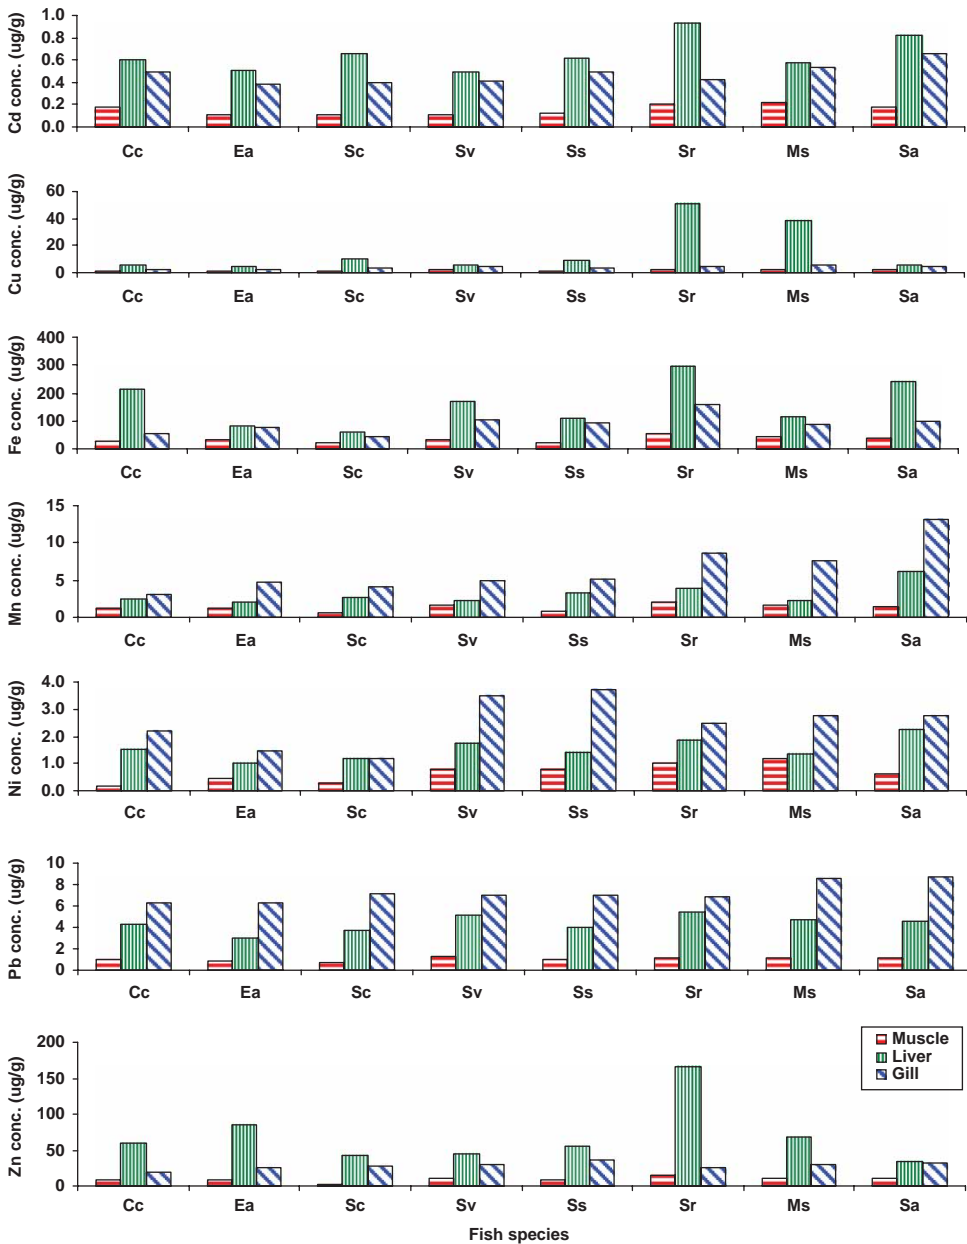 Cd conc. (ug/g)
1.0
0.8
0.6
0.4
0.2
0.0
Cc Ea Sc Sv Ss Sr Ms Sa
Cu conc. (ug/g)
60
40
20
0
Cc Ea Sc Sv Ss Sr Ms Sa
Fe conc. (ug/g)
400
300
200
100
0
Cc Ea Sc Sv Ss Sr Ms Sa
Mn conc. (ug/g)
15
10
5
0
Cc Ea Sc Sv Ss Sr Ms Sa
Ni conc. (ug/g)
4.0
3.0
2.0
1.0
0.0
Cc Ea Sc Sv Ss Sr Ms Sa
Pb conc. (ug/g)
10
8
6
4
2
0
Cc Ea Sc Sv Ss Sr Ms Sa
Zn conc. (ug/g)
200
150
100
50
0
Muscle
Liver
Gill
Cc Ea Sc Sv Ss Sr Ms Sa
Fish species